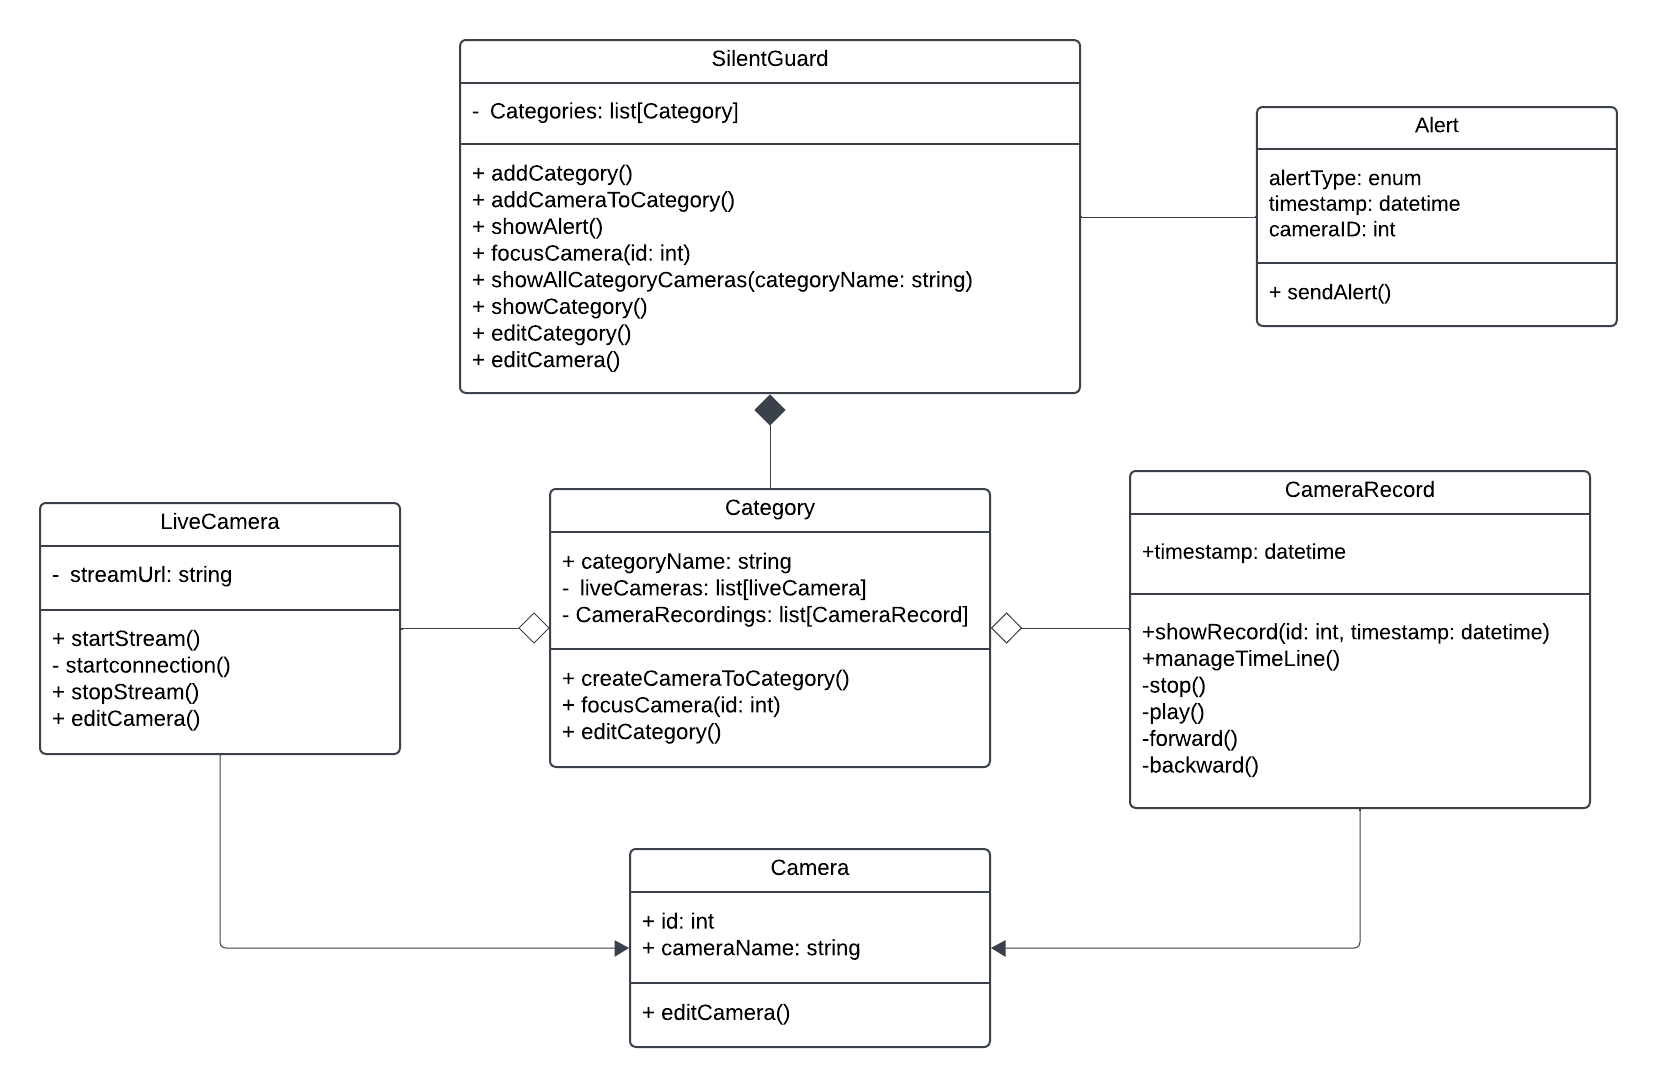 SilentGuard
- Categories: list[Category]
+ addCategory()
+ addCameraToCategory()
+ showAlert()
+ focusCamera(id: int)
+ showAllCategoryCameras(categoryName: string)
+ showCategory()
+ editCategory()
+ editCamera()
Alert
alertType: enum
timestamp: datetime
cameraID: int
+ sendAlert()
LiveCamera
- streamUrl: string
+ startStream()
- startconnection()
+ stopStream()
+ editCamera()
Category
+ categoryName: string
- liveCameras: list[liveCamera]
- CameraRecordings: list[CameraRecord]
+ createCameraToCategory()
+ focusCamera(id: int)
+ editCategory()
CameraRecord
+timestamp: datetime
+showRecord(id: int, timestamp: datetime)
+manageTimeLine()
-stop()
-play()
-forward()
-backward()
Camera
+ id: int
+ cameraName: string
+ editCamera()